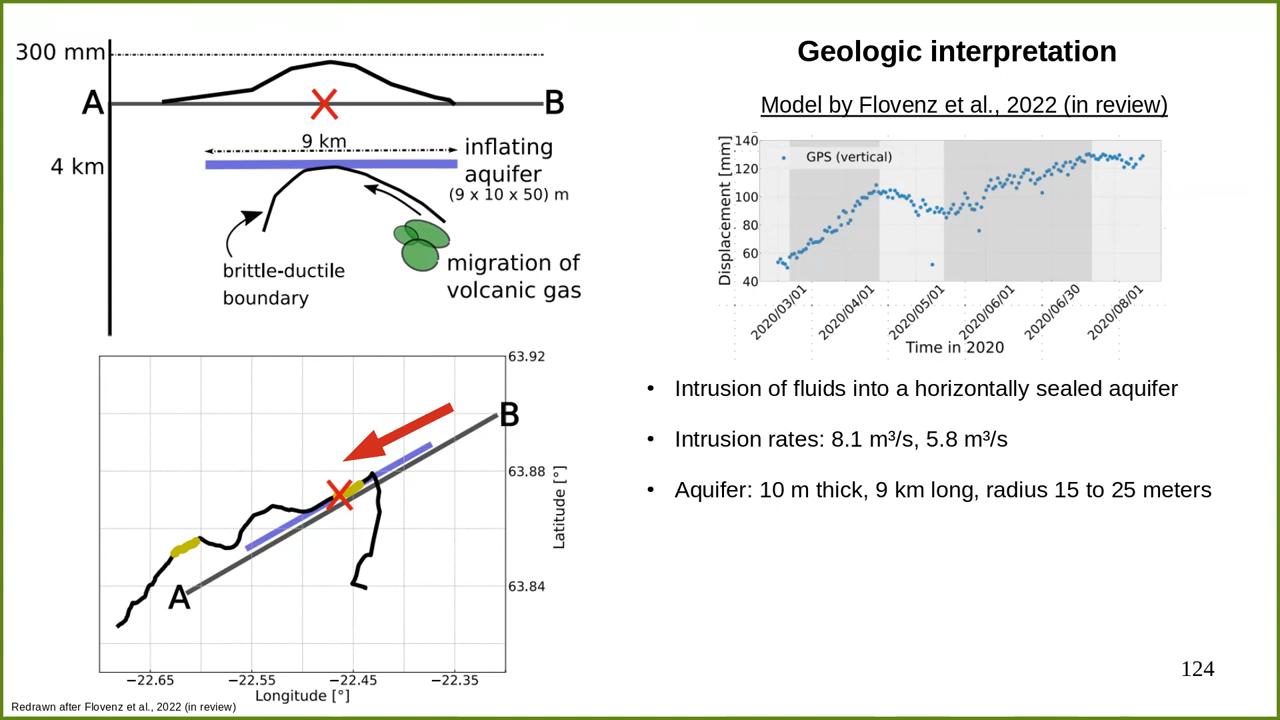 Geologic interpretation
Model by Flovenz et al., 2022 (in review)
300 mm
A
B
9 km
4 km
inflating
aquifer
(9 x 10 x 50) m
brittle-ductile
boundary
migration of
volcanic gas
Displacement [mm]
140
120
100
80
60
40
GPS (vertical)
2020/03/01
2020/04/01
2020/05/01
2020/06/01
2020/06/30
2020/08/01
Time in 2020
• Intrusion of fluids into a horizontally sealed aquifer
• Intrusion rates: 8.1 m³/s, 5.8 m³/s
• Aquifer: 10 m thick, 9 km long, radius 15 to 25 meters
63.92
63.88
63.84
Latitude [°]
B
A
−22.65
−22.55
−22.45
−22.35
Longitude [°]
Redrawn after Flovenz et al., 2022 (in review)
124